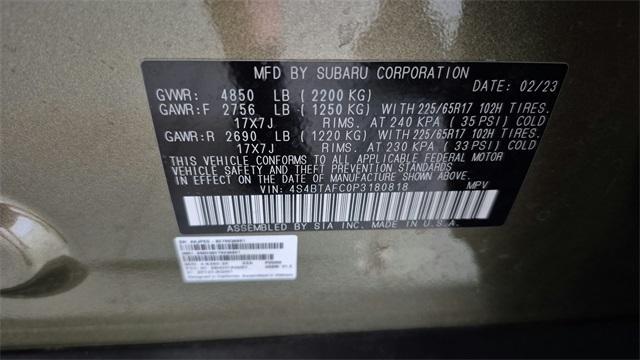 MFD BY SUBARU CORPORATION
DATE: 02/23
GVWR: 4850 LB (2200 KG)
GAWR:F 2756 LB (1250 KG) WITH 225/65R17 102H TIRES.
17X7J RIMS. AT 240 KPA (35 PSI) COLD
GAWR:R 2690 LB (1220 KG) WITH 225/65R17 102H TIRES.
17X7J RIMS. AT 230 KPA (33 PSI) COLD
THIS VEHICLE CONFORMS TO ALL APPLICABLE FEDERAL MOTOR
VEHICLE SAFETY AND THEFT PREVENTION STANDARDS
IN EFFECT ON THE DATE OF MANUFACTURE SHOWN ABOVE.
VIN: 4S4BTAFC0P3180818 MPV
ASSEMBLED BY SIA INC. MADE IN U.S.A.